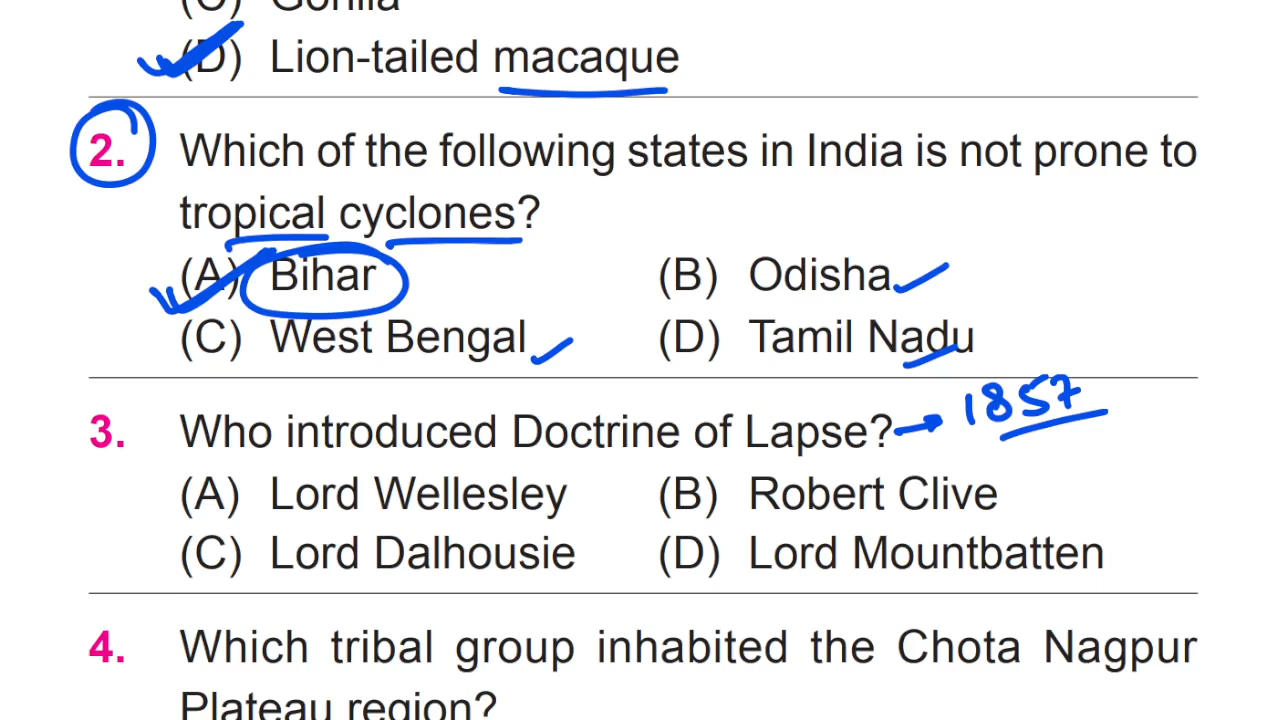 (C) Gorilla
(D) Lion-tailed macaque
2. Which of the following states in India is not prone to
tropical cyclones?
(A) Bihar (B) Odisha
(C) West Bengal (D) Tamil Nadu
3. Who introduced Doctrine of Lapse? → 1857
(A) Lord Wellesley (B) Robert Clive
(C) Lord Dalhousie (D) Lord Mountbatten
4. Which tribal group inhabited the Chota Nagpur
Plateau region?